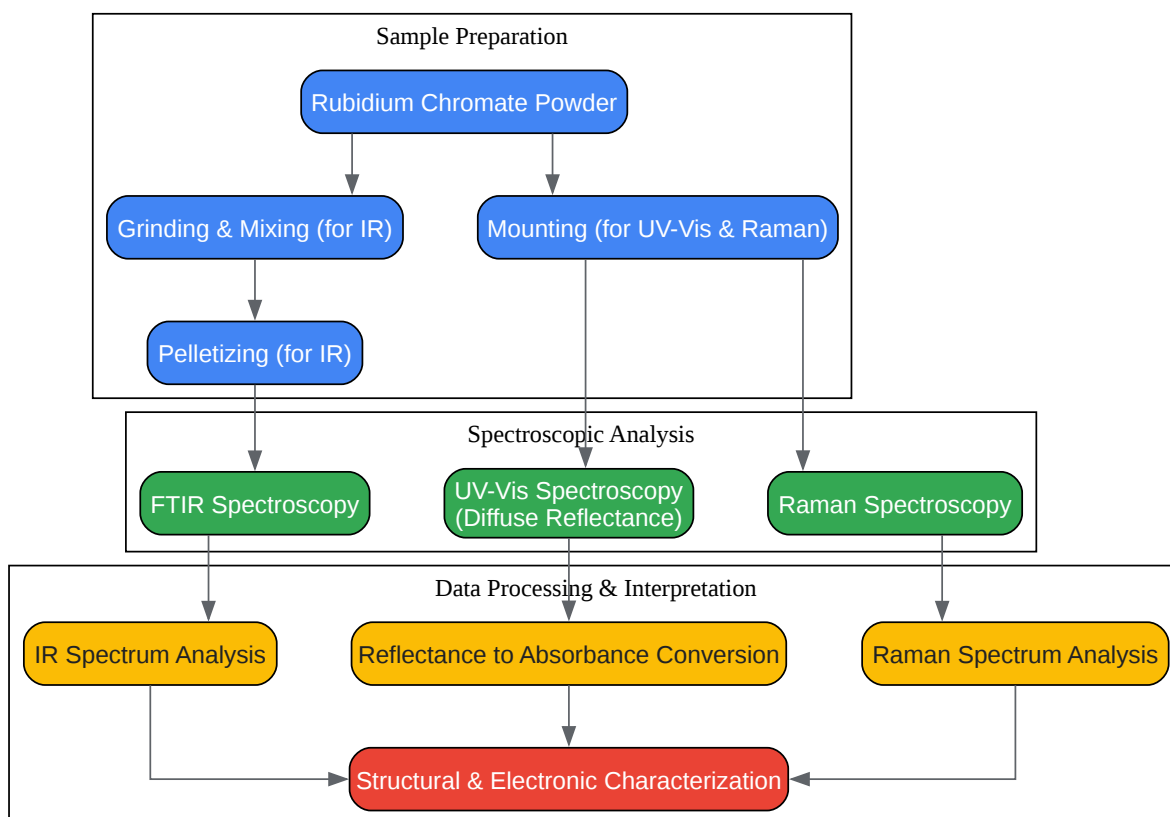 Sample Preparation
Rubidium Chromate Powder
Grinding & Mixing (for IR)
Mounting (for UV-Vis & Raman)
Pelletizing (for IR)
Spectroscopic Analysis
FTIR Spectroscopy
UV-Vis Spectroscopy
(Diffuse Reflectance)
Raman Spectroscopy
Data Processing & Interpretation
IR Spectrum Analysis
Reflectance to Absorbance Conversion
Raman Spectrum Analysis
Structural & Electronic Characterization